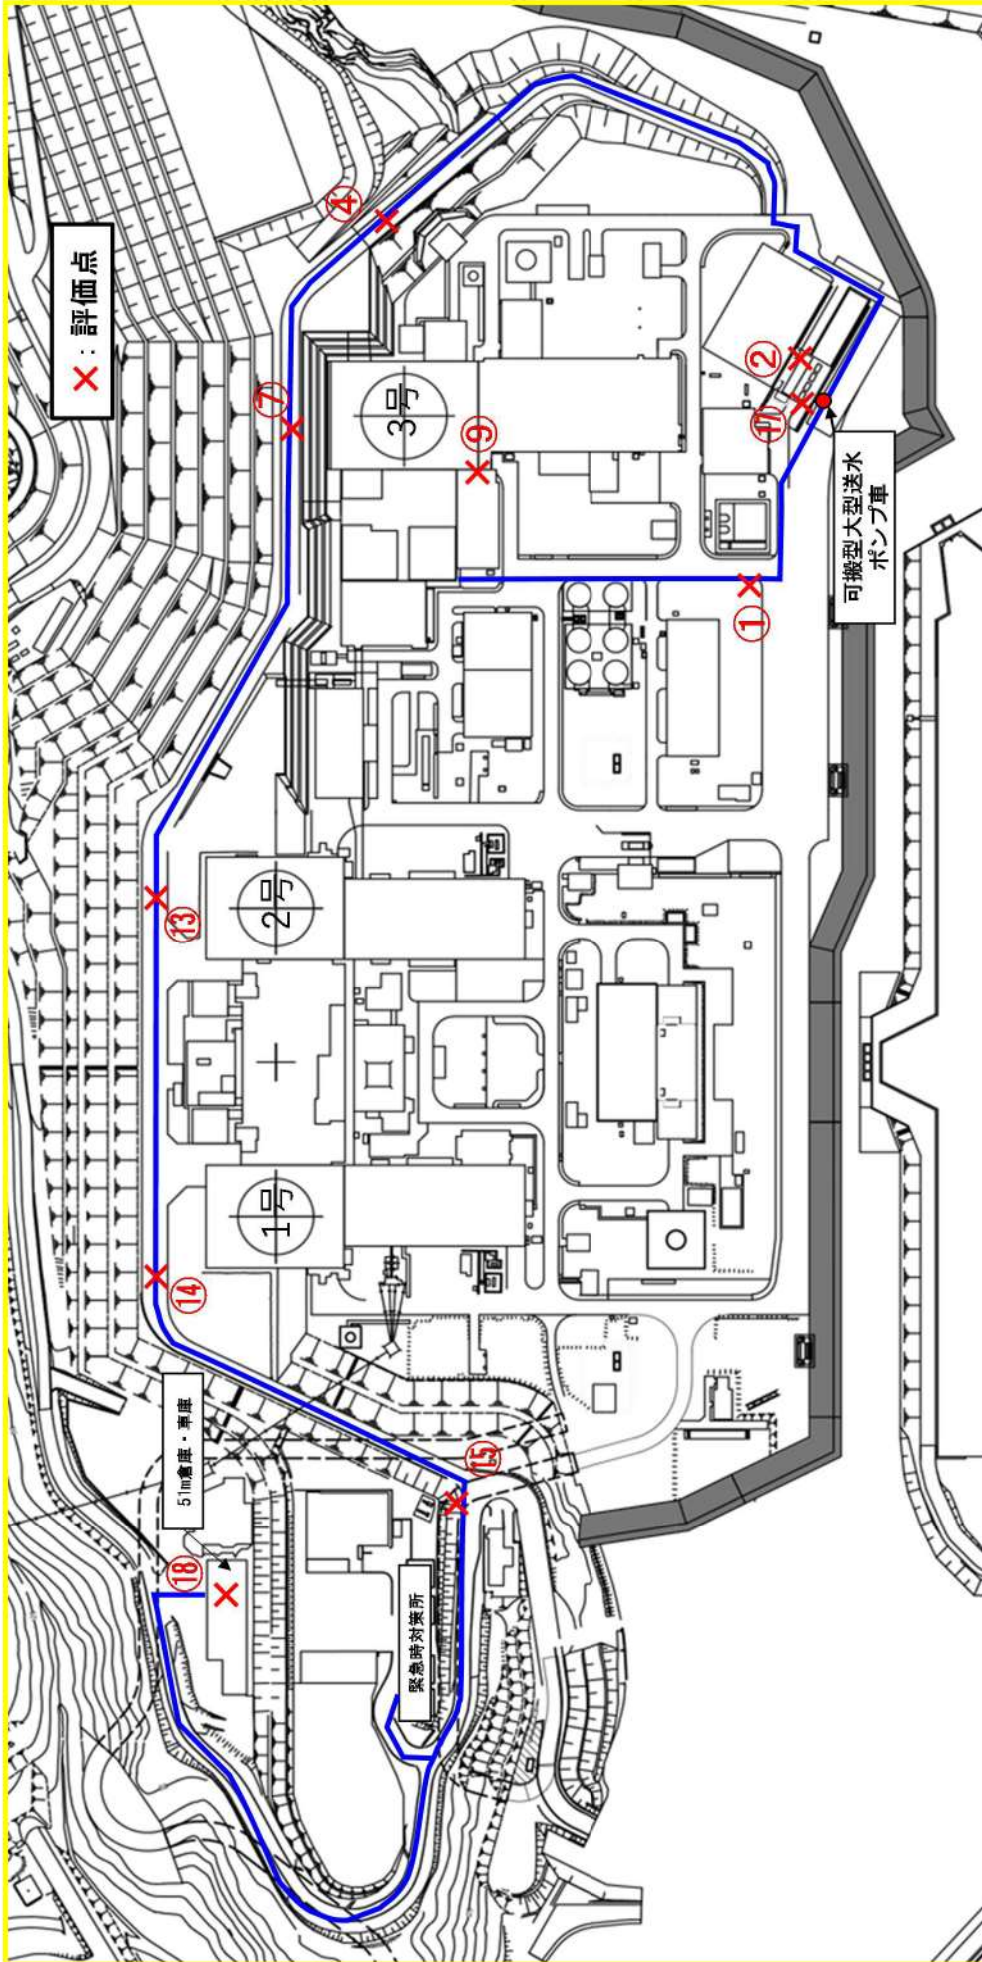 ×：評価点
④
⑦
3号
⑨
②
⑰
可搬型大型送水
ポンプ車
①
⑬
2号
1号
⑭
51m倉庫・車庫
⑮
⑱
緊急時対策所